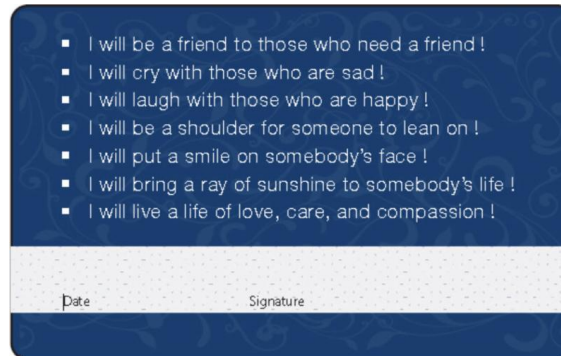 ▪ I will be a friend to those who need a friend !
▪ I will cry with those who are sad !
▪ I will laugh with those who are happy !
▪ I will be a shoulder for someone to lean on !
▪ I will put a smile on somebody's face !
▪ I will bring a ray of sunshine to somebody's life !
▪ I will live a life of love, care, and compassion !
Date Signature